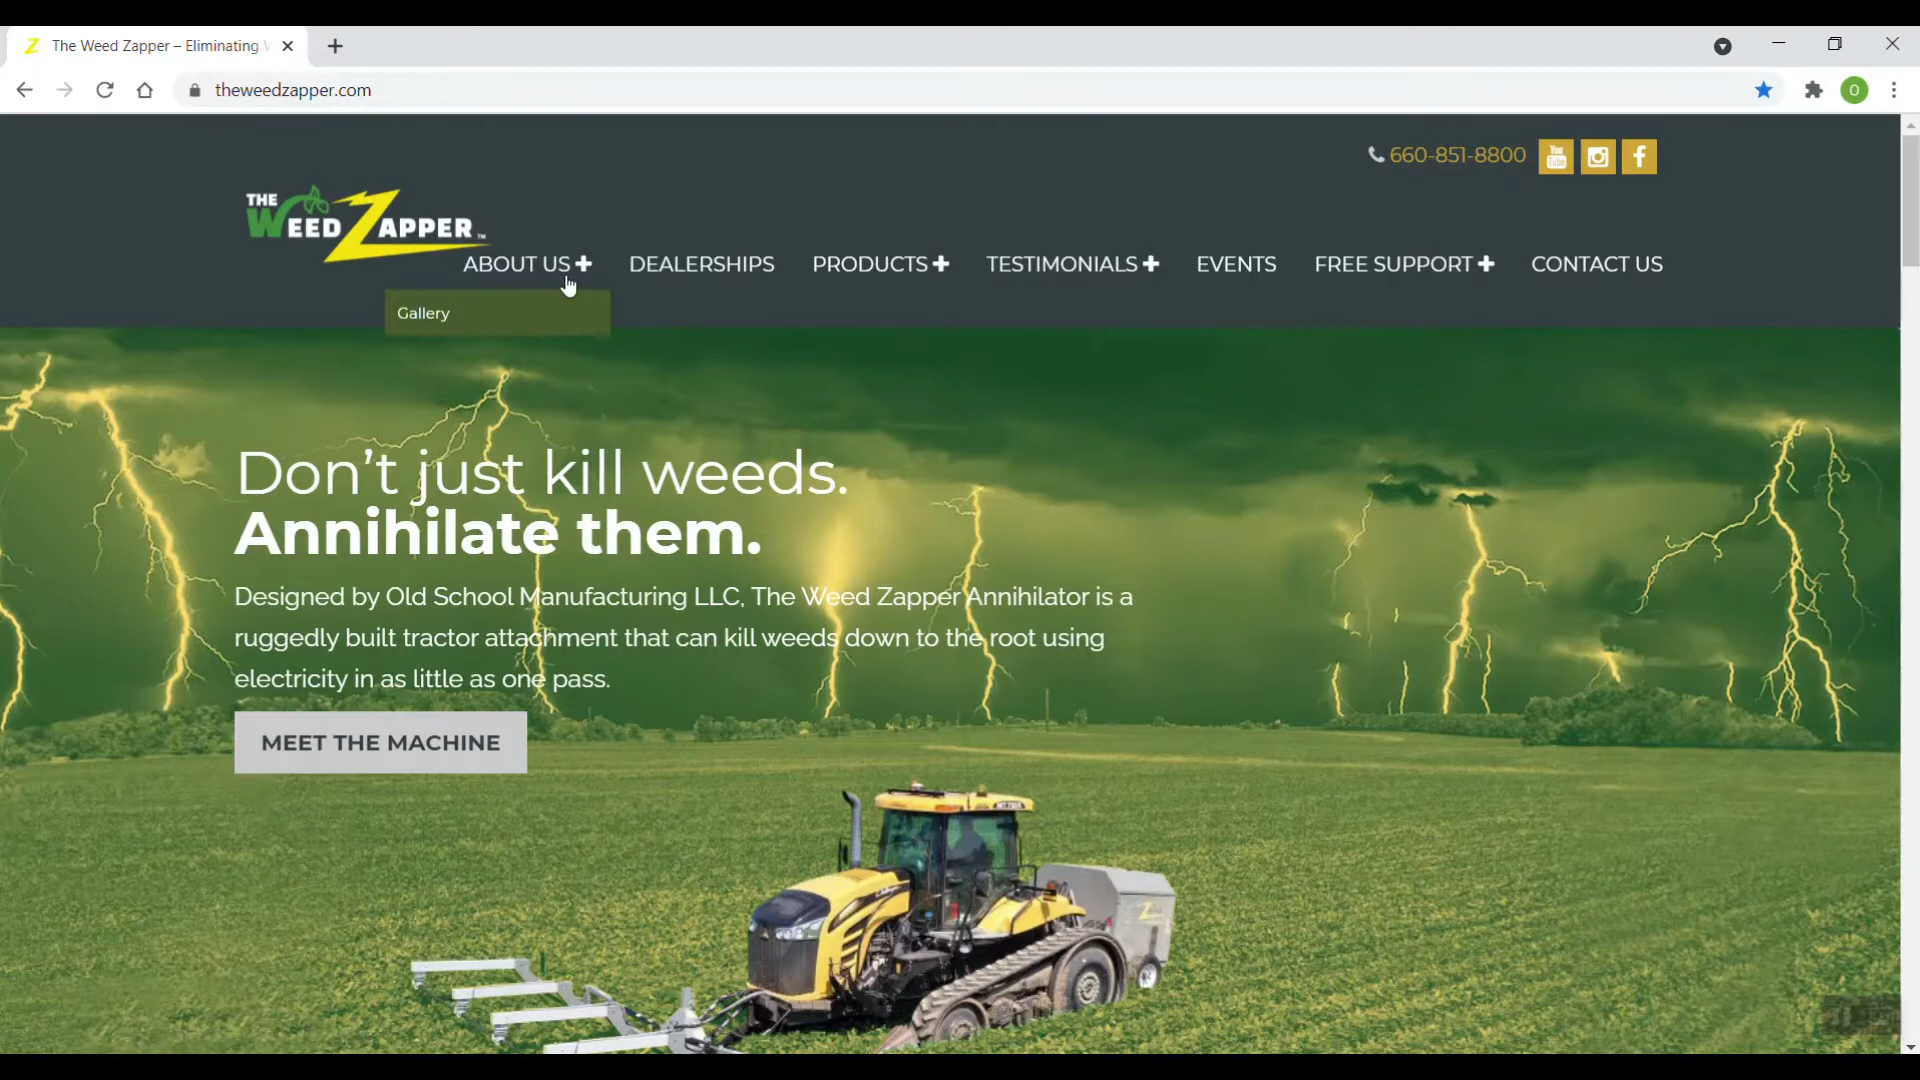 The Weed Zapper – Eliminating
theweedzapper.com
O
660-851-8800
You
Tube
THE
WEED ZAPPER™
ABOUT US DEALERSHIPS PRODUCTS TESTIMONIALS EVENTS FREE SUPPORT CONTACT US
Gallery
Don't just kill weeds.
Annihilate them.
Designed by Old School Manufacturing LLC, The Weed Zapper Annihilator is a
ruggedly built tractor attachment that can kill weeds down to the root using
electricity in as little as one pass.
MEET THE MACHINE